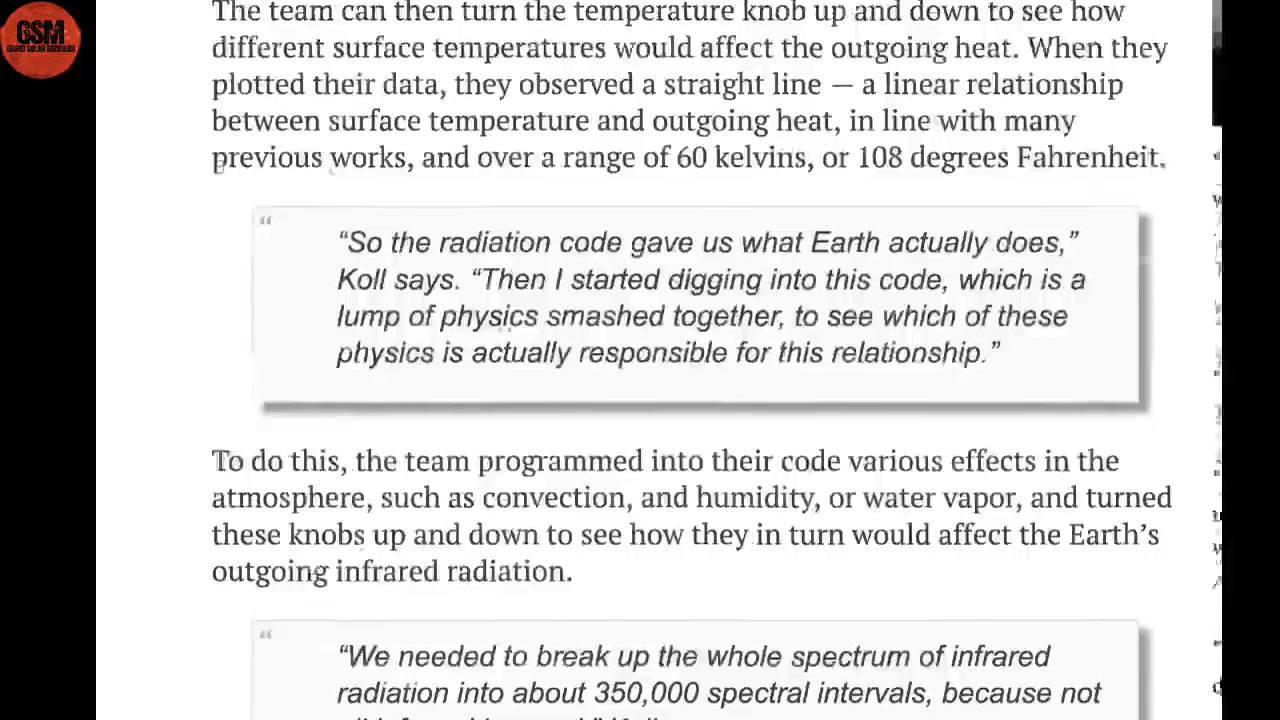 GSM
The team can then turn the temperature knob up and down to see how
different surface temperatures would affect the outgoing heat. When they
plotted their data, they observed a straight line — a linear relationship
between surface temperature and outgoing heat, in line with many
previous works, and over a range of 60 kelvins, or 108 degrees Fahrenheit.
“
“So the radiation code gave us what Earth actually does,”
Koll says. “Then I started digging into this code, which is a
lump of physics smashed together, to see which of these
physics is actually responsible for this relationship.”
To do this, the team programmed into their code various effects in the
atmosphere, such as convection, and humidity, or water vapor, and turned
these knobs up and down to see how they in turn would affect the Earth’s
outgoing infrared radiation.
“
“We needed to break up the whole spectrum of infrared
radiation into about 350,000 spectral intervals, because not